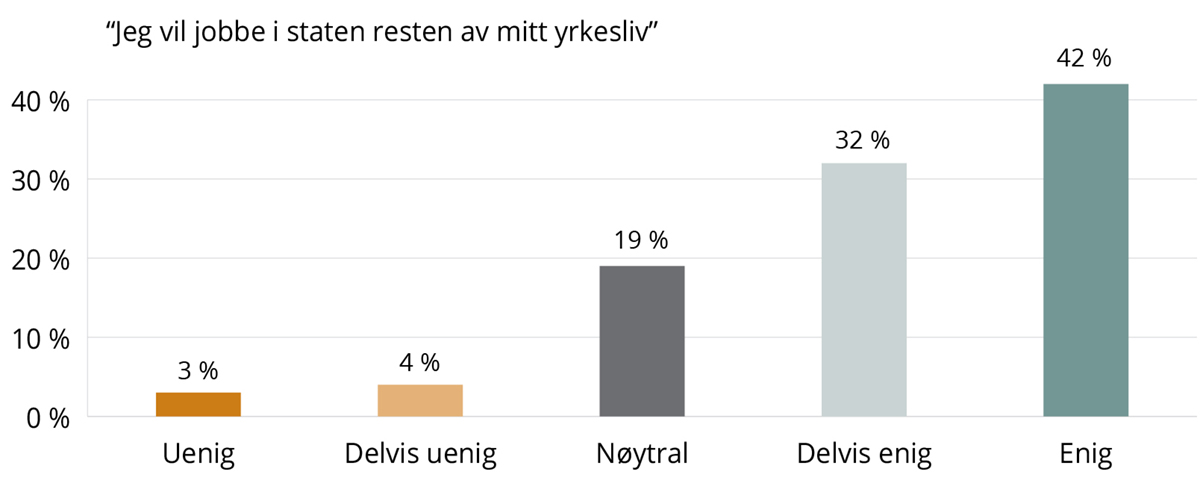 “Jeg vil jobbe i staten resten av mitt yrkesliv”
42 %
40 %
32 %
30 %
19 %
20 %
10 %
3 %
4 %
0 %
Uenig
Delvis uenig
Nøytral
Delvis enig
Enig